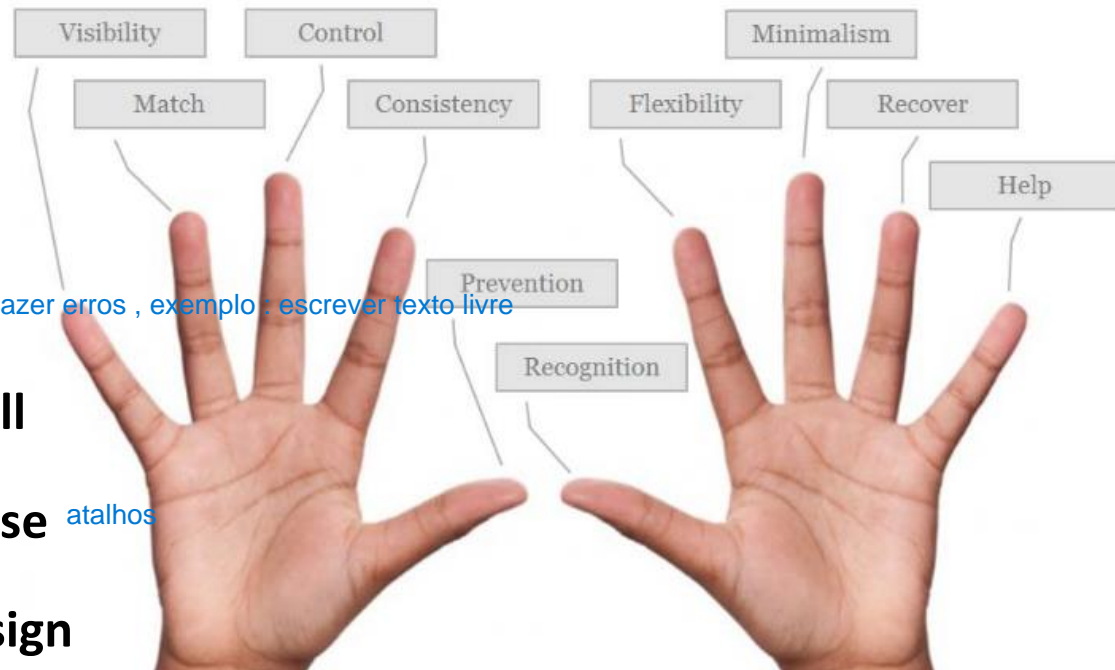 Visibility
Control
Minimalism
Match
Consistency
Flexibility
Recover
Help
Prevention
azer erros , exemplo : escrever texto livre
Recognition
ll
se atalhos
sign